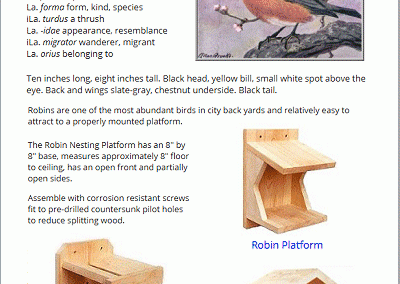 La. forma form, kind, species
iLa. turdus a thrush
La. -idae appearance, resemblance
iLa. migrator wanderer, migrant
La. orius belonging to
Ten inches long, eight inches tall. Black head, yellow bill, small white spot above the
eye. Back and wings slate-gray, chestnut underside. Black tail.
Robins are one of the most abundant birds in city back yards and relatively easy to
attract to a properly mounted platform.
The Robin Nesting Platform has an 8" by
8" base, measures approximately 8" floor
to ceiling, has an open front and partially
open sides.
Assemble with corrosion resistant screws
fit to pre-drilled countersunk pilot holes
to reduce splitting wood.
Robin Platform